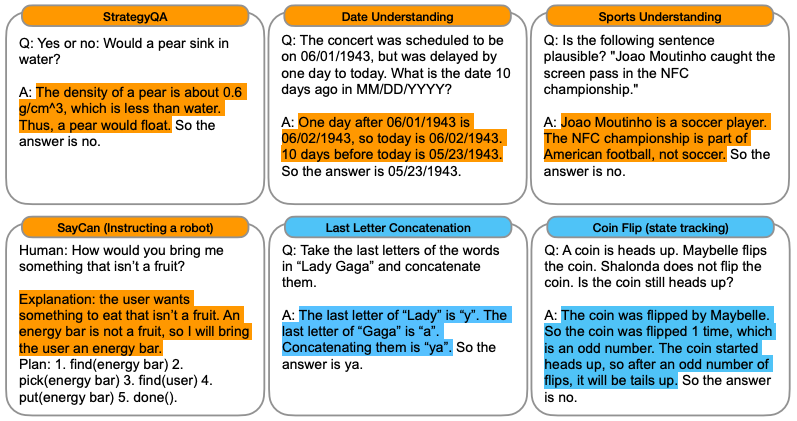 StrategyQA
Q: Yes or no: Would a pear sink in
water?
A: The density of a pear is about 0.6
g/cm^3, which is less than water.
Thus, a pear would float. So the
answer is no.
Date Understanding
Q: The concert was scheduled to be
on 06/01/1943, but was delayed by
one day to today. What is the date 10
days ago in MM/DD/YYYY?
A: One day after 06/01/1943 is
06/02/1943, so today is 06/02/1943.
10 days before today is 05/23/1943.
So the answer is 05/23/1943.
Sports Understanding
Q: Is the following sentence
plausible? "Joao Moutinho caught the
screen pass in the NFC
championship."
A: Joao Moutinho is a soccer player.
The NFC championship is part of
American football, not soccer. So the
answer is no.
SayCan (Instructing a robot)
Human: How would you bring me
something that isn't a fruit?
Explanation: the user wants
something to eat that isn't a fruit. An
energy bar is not a fruit, so I will bring
the user an energy bar.
Plan: 1. find(energy bar) 2.
pick(energy bar) 3. find(user) 4.
put(energy bar) 5. done().
Last Letter Concatenation
Q: Take the last letters of the words
in “Lady Gaga” and concatenate
them.
A: The last letter of “Lady” is “y”. The
last letter of “Gaga” is “a”.
Concatenating them is “ya”. So the
answer is ya.
Coin Flip (state tracking)
Q: A coin is heads up. Maybelle flips
the coin. Shalonda does not flip the
coin. Is the coin still heads up?
A: The coin was flipped by Maybelle.
So the coin was flipped 1 time, which
is an odd number. The coin started
heads up, so after an odd number of
flips, it will be tails up. So the answer
is no.